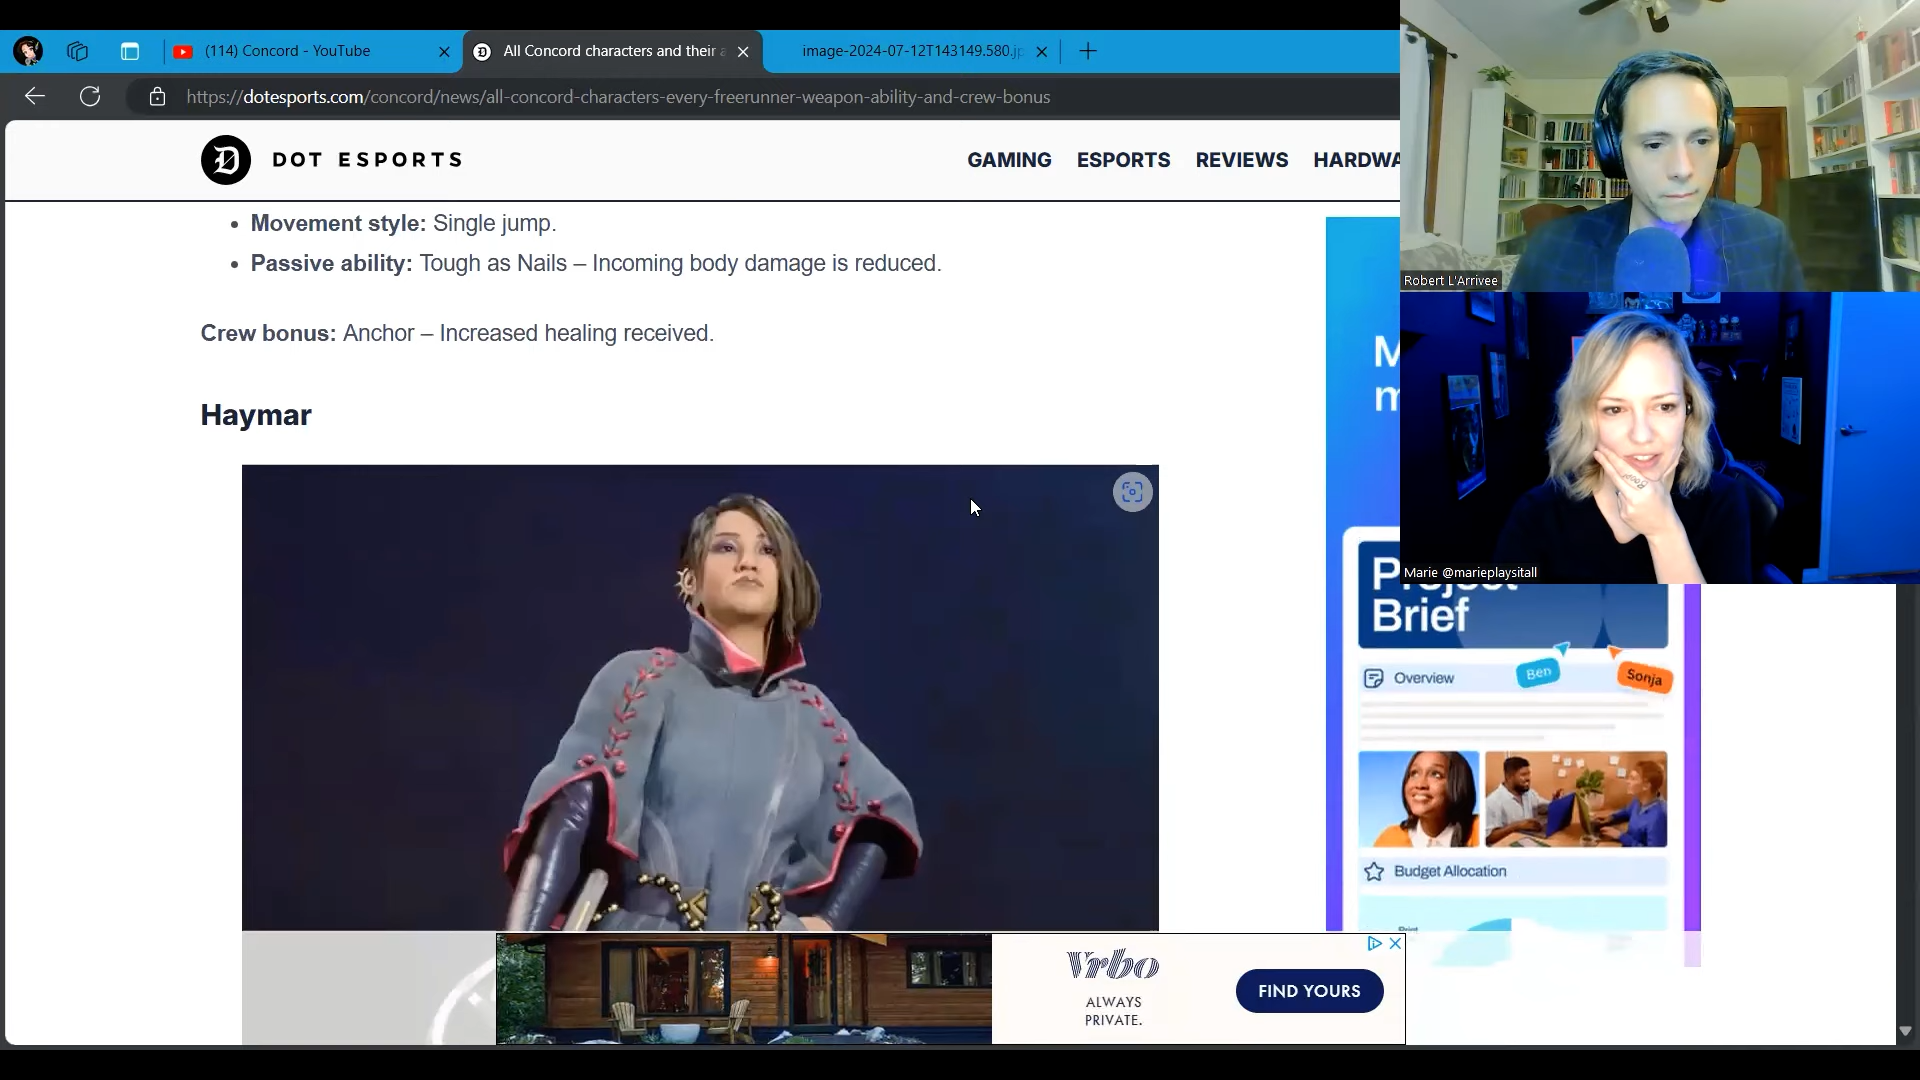 (114) Concord - YouTube
All Concord characters and their a
image-2024-07-12T143149.580.jp
https://dotesports.com/concord/news/all-concord-characters-every-freerunner-weapon-ability-and-crew-bonus
DOT ESPORTS
GAMING ESPORTS REVIEWS HARDWA
Movement style: Single jump.
Passive ability: Tough as Nails – Incoming body damage is reduced.
Crew bonus: Anchor – Increased healing received.
Haymar
Robert L'Arrivee
Marie @marieplaysitall
M
m
Project
Brief
Ben
Sonja
Overview
Budget Allocation
Vrbo
ALWAYS
PRIVATE.
FIND YOURS